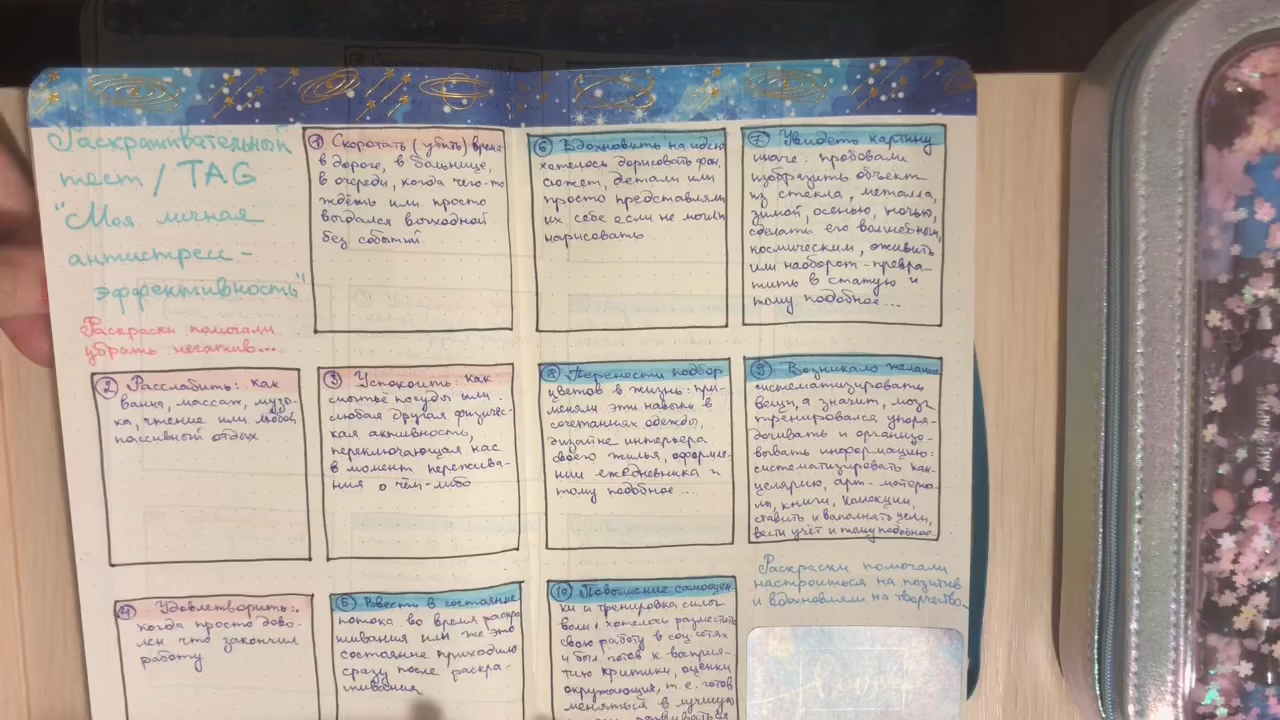 Раскрашивательный
тест / TAG
"Моя личная
антистресс-
эффективность"
Раскраски помогали
убрать негатив...
1 Скоротать (убить) время
в дороге, в больнице,
в очереди, когда чего-то
ждёшь или просто
выдался выходной
без событий.
2 Расслабить: как
ванна, массаж, музы-
ка, чтение или любой
пассивный отдых
3 Успокоить: как
мытьё посуды или
любая другая физичес-
кая активность,
переключающая нас
в момент пережива-
ния о чём-либо
4 Удовлетворить:
когда просто дово-
лен что закончил
работу
5 Ввести в состояние
потока во время раскра
шивания или же это
состояние приходило
сразу после раскра-
шивания
6 Вдохновить на идею
хотелось дорисовать фон,
сюжет, детали или
просто представляли
их себе если не могли
нарисовать
7 Увидеть картину
иначе: пробовали
изобразить объект
из стекла, металла,
зимой, осенью, ночью,
сделать его волшебным,
космическим, оживить
или наоборот - превра-
тить в статую и
тому подобное...
8 Перенести подбор
цветов в жизнь: при-
меняли эти навыки в
сочетаниях одежды,
дизайне интерьера
своего жилья, оформле-
нии ежедневника и
тому подобное...
9 Возникало желание
систематизировать
вещи, а значит, мозг
тренировался упоря-
дочивать и организо-
вывать информацию:
систематизировать кан-
целярию, арт-материа-
лы, книги, коллекции,
ставить и выполнять цели,
вести учёт и тому подобное
10 Повышение самооцен
ки и тренировка силы
воли: хотелось разместить
свою работу в соц сетях
и был готов к восприя-
тию критики, оценки
окружающих, т.е. готов
меняться в лучшую
развиваться
Раскраски помогали
настроиться на позитив
и вдохновляли на творчество